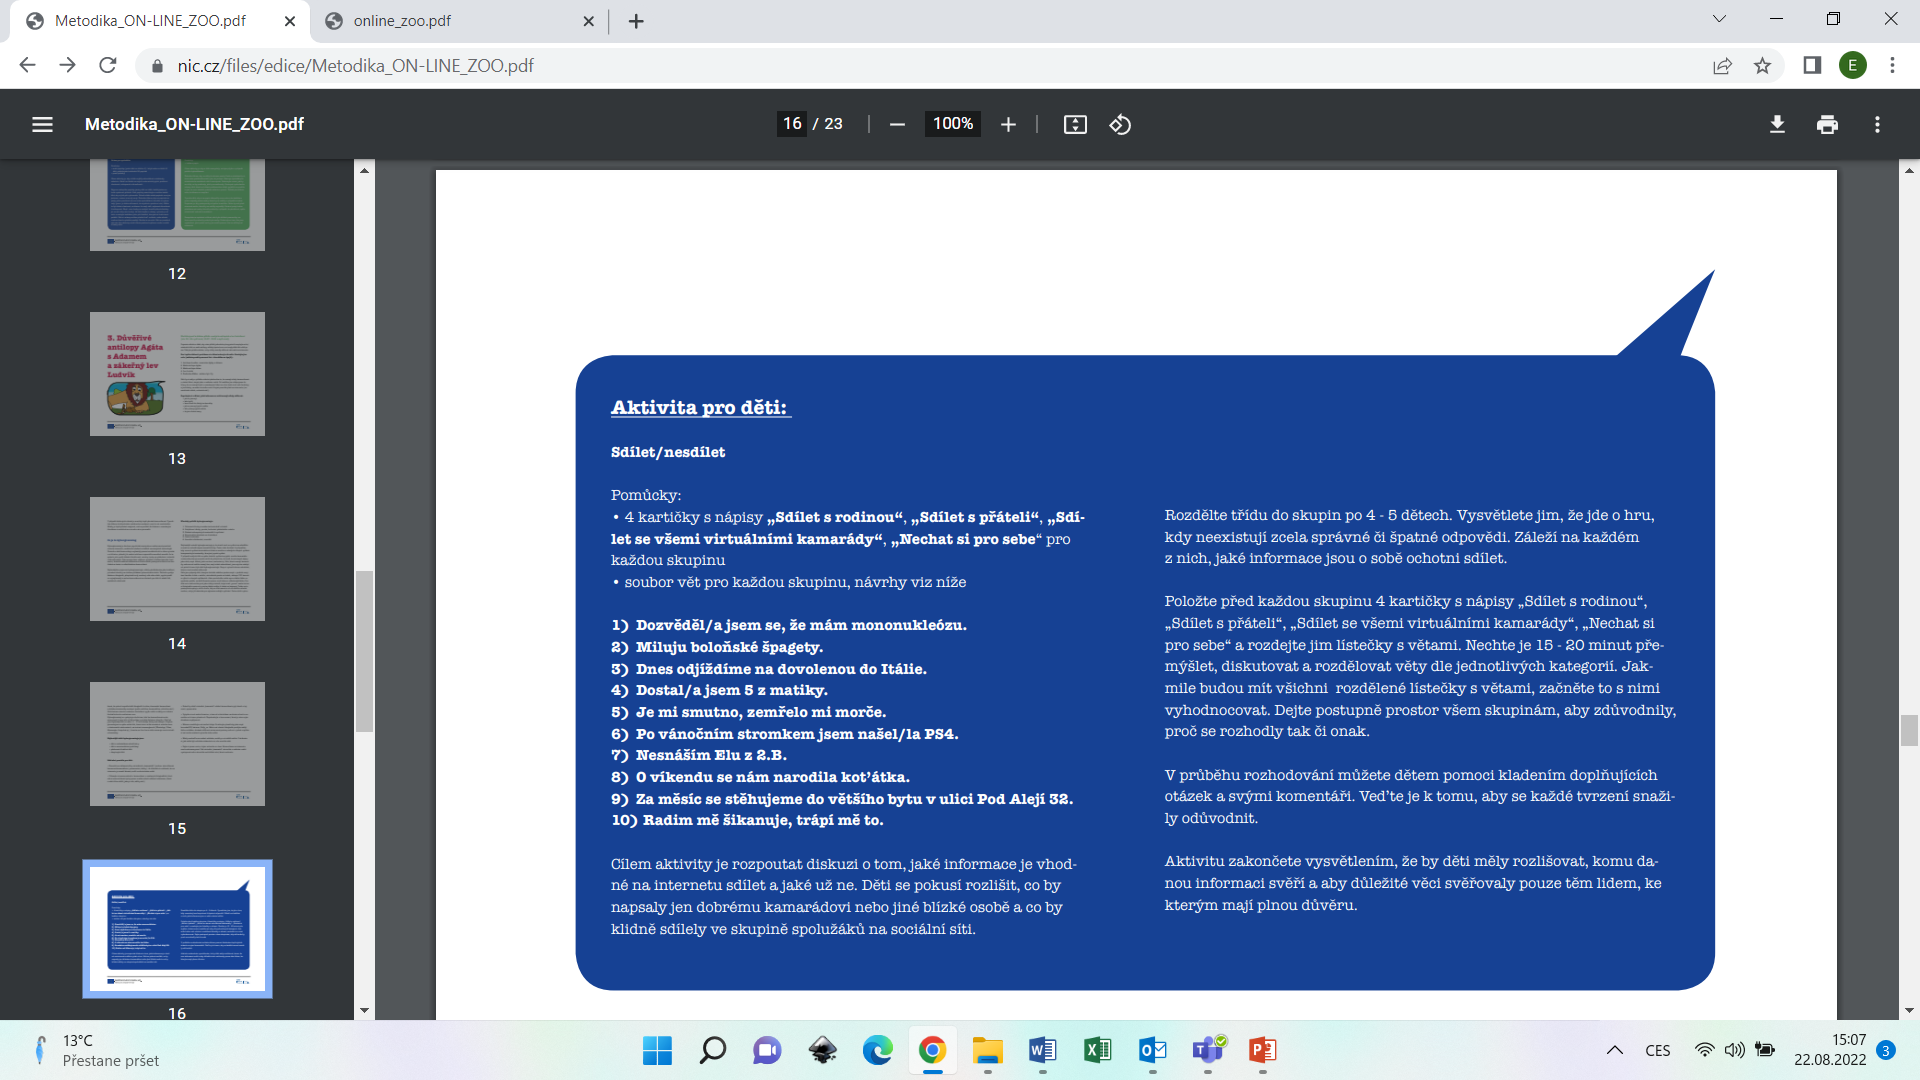 Metodika_ON-LINE_ZOO.pdf
online_zoo.pdf
nic.cz/files/edice/Metodika_ON-LINE_ZOO.pdf
E
Metodika_ON-LINE_ZOO.pdf
16 / 23
100%
12
3. Důvěřivé
antilopy Agáta
s Adamem
a zákeřný lev
Ludvík
13
14
15
16
Aktivita pro děti:
Sdílet/nesdílet
Pomůcky:
• 4 kartičky s nápisy „Sdílet s rodinou“, „Sdílet s přáteli“, „Sdí-
let se všemi virtuálními kamarády“, „Nechat si pro sebe“ pro
každou skupinu
• soubor vět pro každou skupinu, návrhy viz níže
1) Dozvěděl/a jsem se, že mám mononukleózu.
2) Miluju boloňské špagety.
3) Dnes odjíždíme na dovolenou do Itálie.
4) Dostal/a jsem 5 z matiky.
5) Je mi smutno, zemřelo mi morče.
6) Po vánočním stromkem jsem našel/la PS4.
7) Nesnáším Elu z 2.B.
8) O víkendu se nám narodila kot’átka.
9) Za měsíc se stěhujeme do většího bytu v ulici Pod Alejí 32.
10) Radim mě šikanuje, trápí mě to.
Cílem aktivity je rozpoutat diskuzi o tom, jaké informace je vhod-
né na internetu sdílet a jaké už ne. Děti se pokusí rozlišit, co by
napsaly jen dobrému kamarádovi nebo jiné blízké osobě a co by
klidně sdílely ve skupině spolužáků na sociální síti.
Rozdělte třídu do skupin po 4 - 5 dětech. Vysvětlete jim, že jde o hru,
kdy neexistují zcela správné či špatné odpovědi. Záleží na každém
z nich, jaké informace jsou o sobě ochotni sdílet.
Položte před každou skupinu 4 kartičky s nápisy „Sdílet s rodinou“,
„Sdílet s přáteli“, „Sdílet se všemi virtuálními kamarády“, „Nechat si
pro sebe“ a rozdejte jim lístečky s větami. Nechte je 15 - 20 minut pře-
mýšlet, diskutovat a rozdělovat věty dle jednotlivých kategorií. Jak-
mile budou mít všichni rozdělené lístečky s větami, začněte to s nimi
vyhodnocovat. Dejte postupně prostor všem skupinám, aby zdůvodnily,
proč se rozhodly tak či onak.
V průběhu rozhodování můžete dětem pomoci kladením doplňujících
otázek a svými komentáři. Ved’te je k tomu, aby se každé tvrzení snaži-
ly odůvodnit.
Aktivitu zakončete vysvětlením, že by děti měly rozlišovat, komu da-
nou informaci svěří a aby důležité věci svěřovaly pouze těm lidem, ke
kterým mají plnou důvěru.
13°C
Přestane pršet
CES
15:07
22.08.2022
3